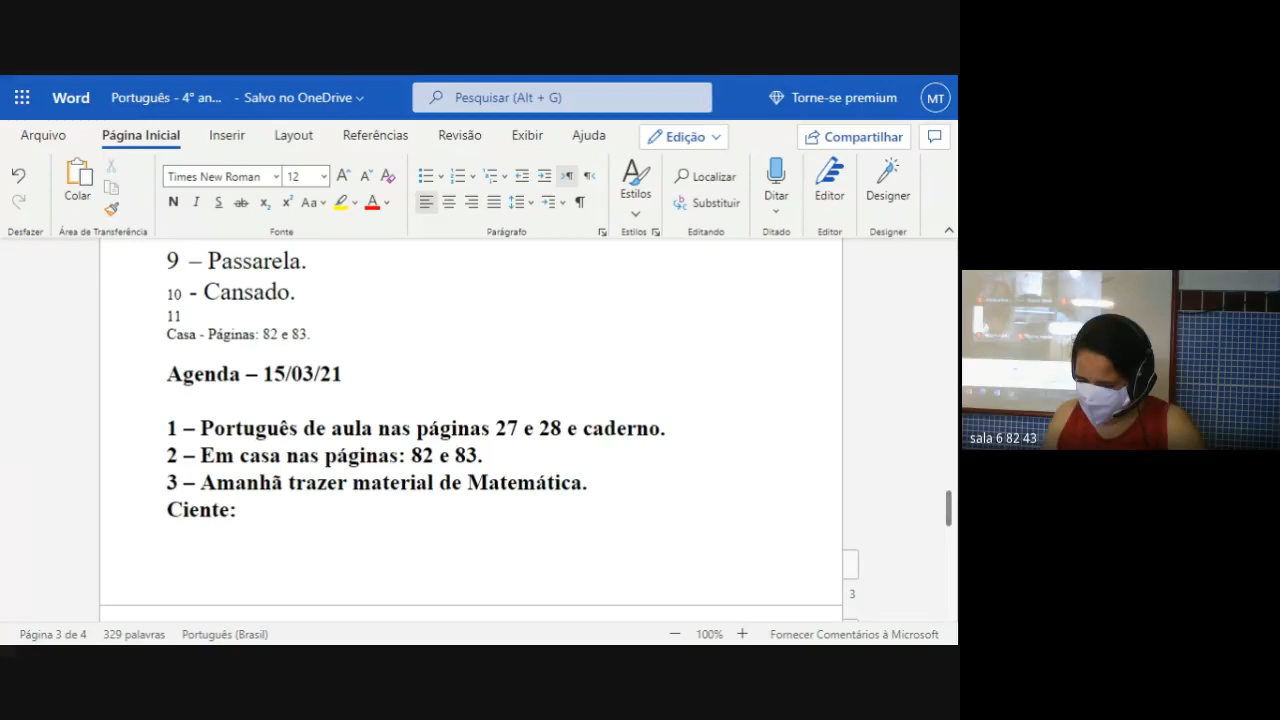 Word Português - 4° an... - Salvo no OneDrive Pesquisar (Alt + G) Torne-se premium MT
Arquivo Página Inicial Inserir Layout Referências Revisão Exibir Ajuda Edição Compartilhar
Times New Roman 12
Colar
N I S ab x₂ x² Aa A
Estilos
Localizar
Substituir
Ditar
Editor
Designer
Desfazer Área de Transferência Fonte Parágrafo Estilos Editando Ditado Editor Designer
9 – Passarela.
10 - Cansado.
11
Casa - Páginas: 82 e 83.
Agenda – 15/03/21
1 – Português de aula nas páginas 27 e 28 e caderno.
2 – Em casa nas páginas: 82 e 83.
3 – Amanhã trazer material de Matemática.
Ciente:
3
Página 3 de 4 329 palavras Português (Brasil) 100% Fornecer Comentários à Microsoft
sala 6 82 43